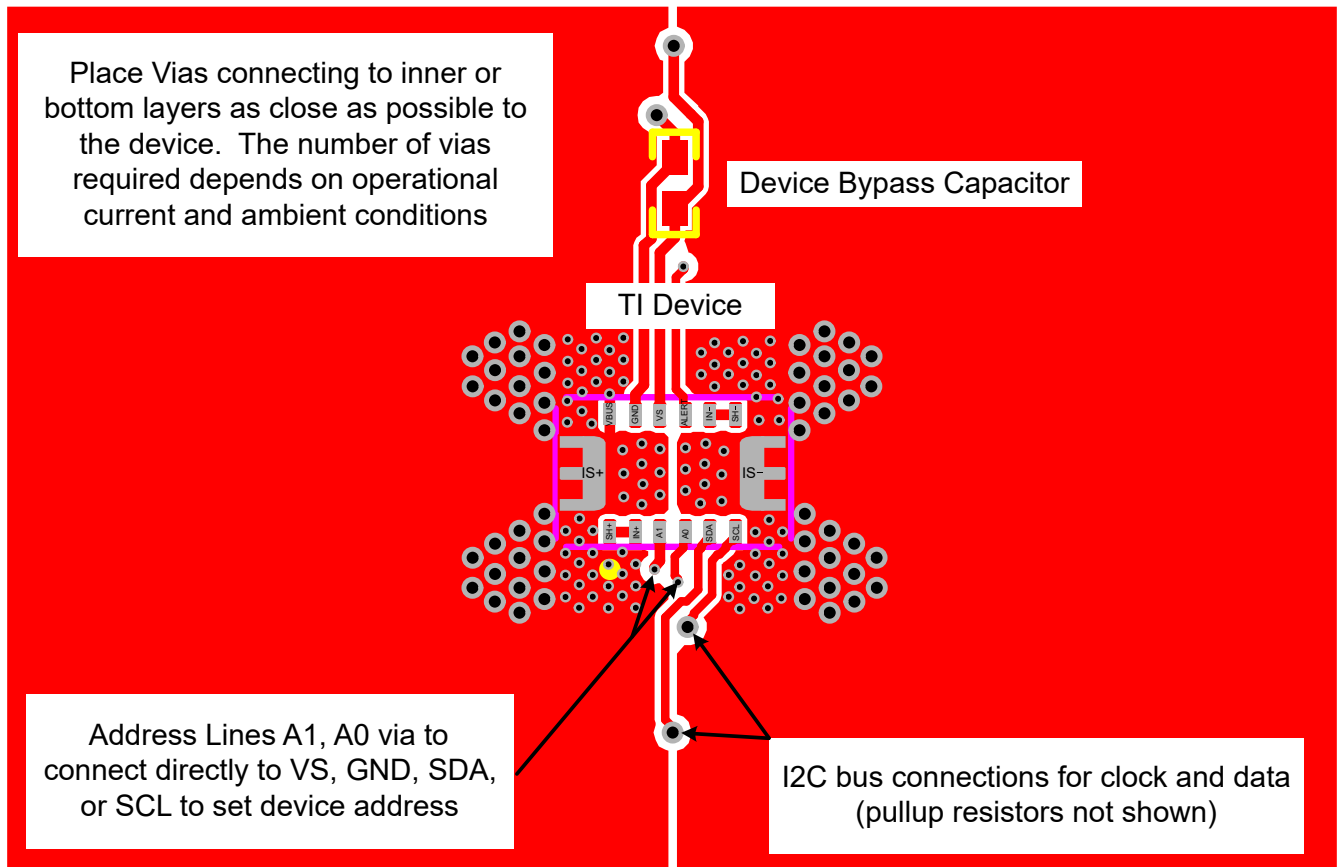 Place Vias connecting to inner or
bottom layers as close as possible to
the device. The number of vias
required depends on operational
current and ambient conditions
Device Bypass Capacitor
TI Device
VBUS
GND
VS
ALER
IN−
SH−
IS+
IS−
SH+
IN+
A1
A0
SDA
SCL
Address Lines A1, A0 via to
connect directly to VS, GND, SDA,
or SCL to set device address
I2C bus connections for clock and data
(pullup resistors not shown)